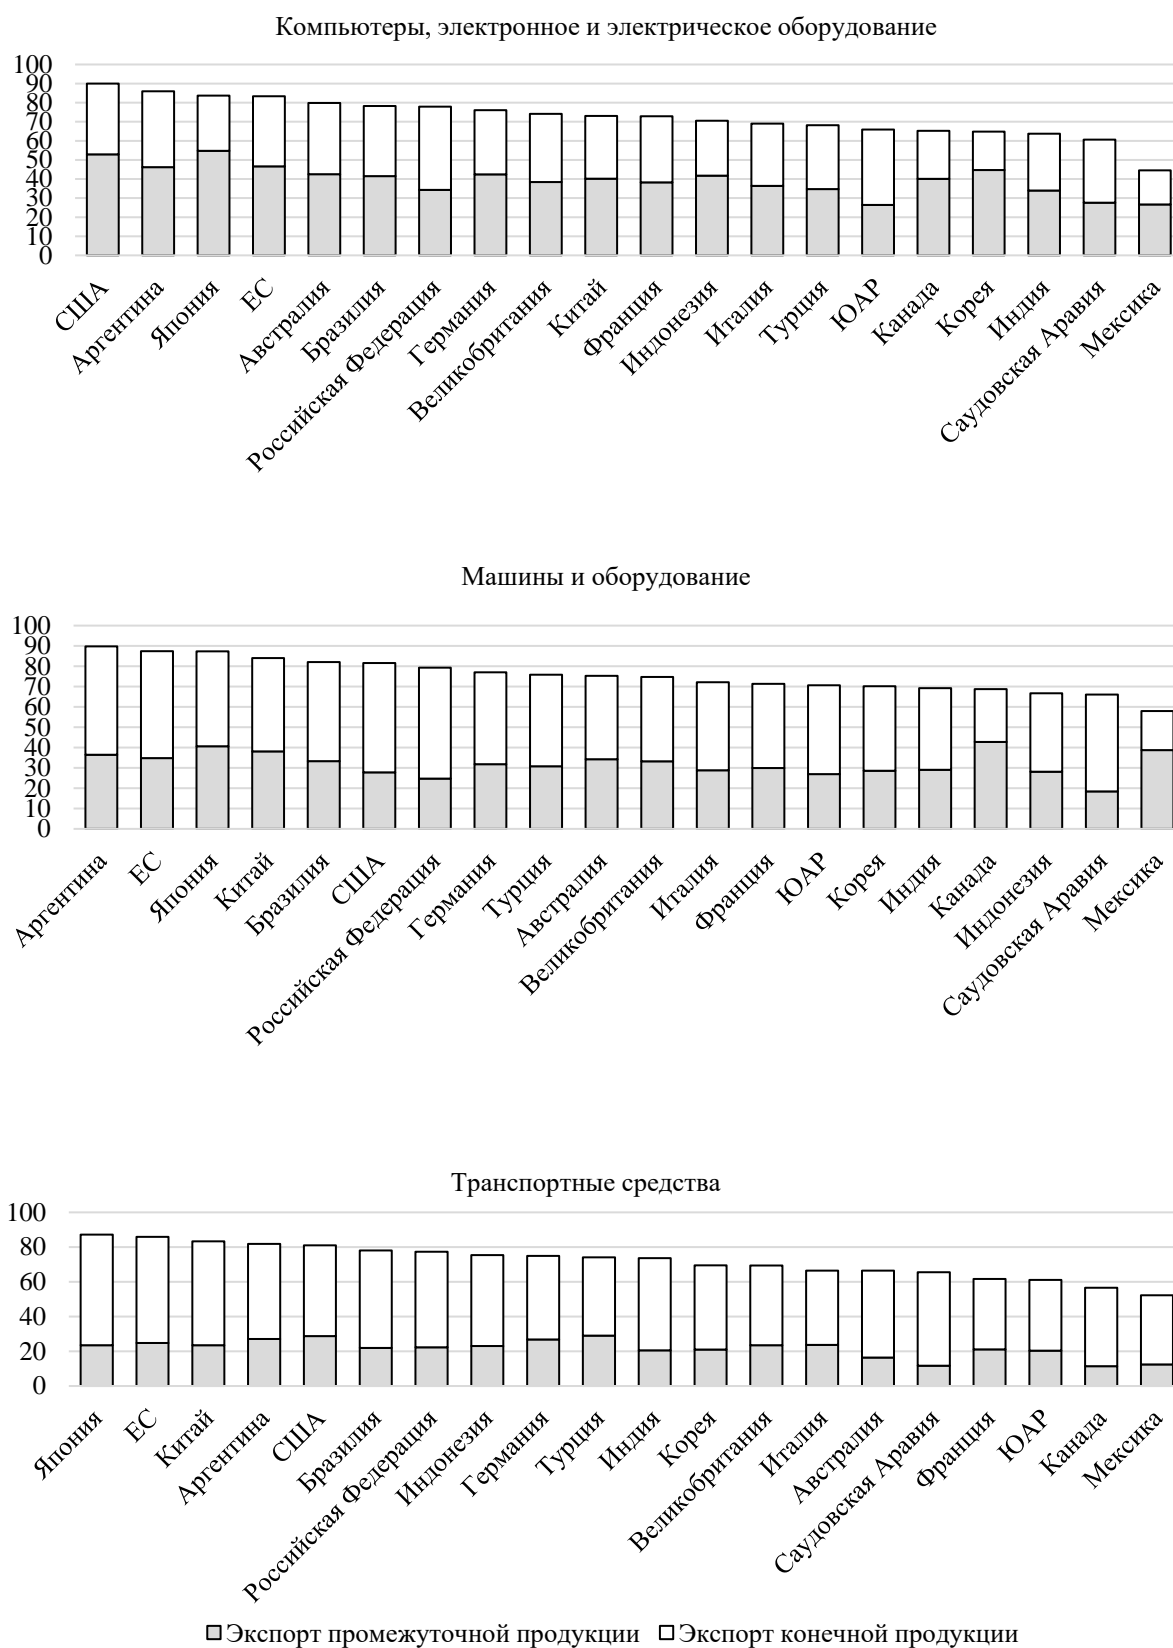 Компьютеры, электронное и электрическое оборудование
100
90
80
70
60
50
40
30
20
10
0
США
Аргентина
Япония
ЕС
Австралия
Бразилия
Российская Федерация
Германия
Великобритания
Китай
Франция
Индонезия
Италия
Турция
ЮАР
Канада
Корея
Индия
Саудовская Аравия
Мексика
Машины и оборудование
100
90
80
70
60
50
40
30
20
10
0
Аргентина
ЕС
Япония
Китай
Бразилия
США
Российская Федерация
Германия
Турция
Австралия
Великобритания
Италия
Франция
ЮАР
Корея
Индия
Канада
Индонезия
Саудовская Аравия
Мексика
Транспортные средства
100
80
60
40
20
0
Япония
ЕС
Китай
Аргентина
США
Бразилия
Российская Федерация
Индонезия
Германия
Турция
Индия
Корея
Великобритания
Италия
Австралия
Саудовская Аравия
Франция
ЮАР
Канада
Мексика
Экспорт промежуточной продукции Экспорт конечной продукции